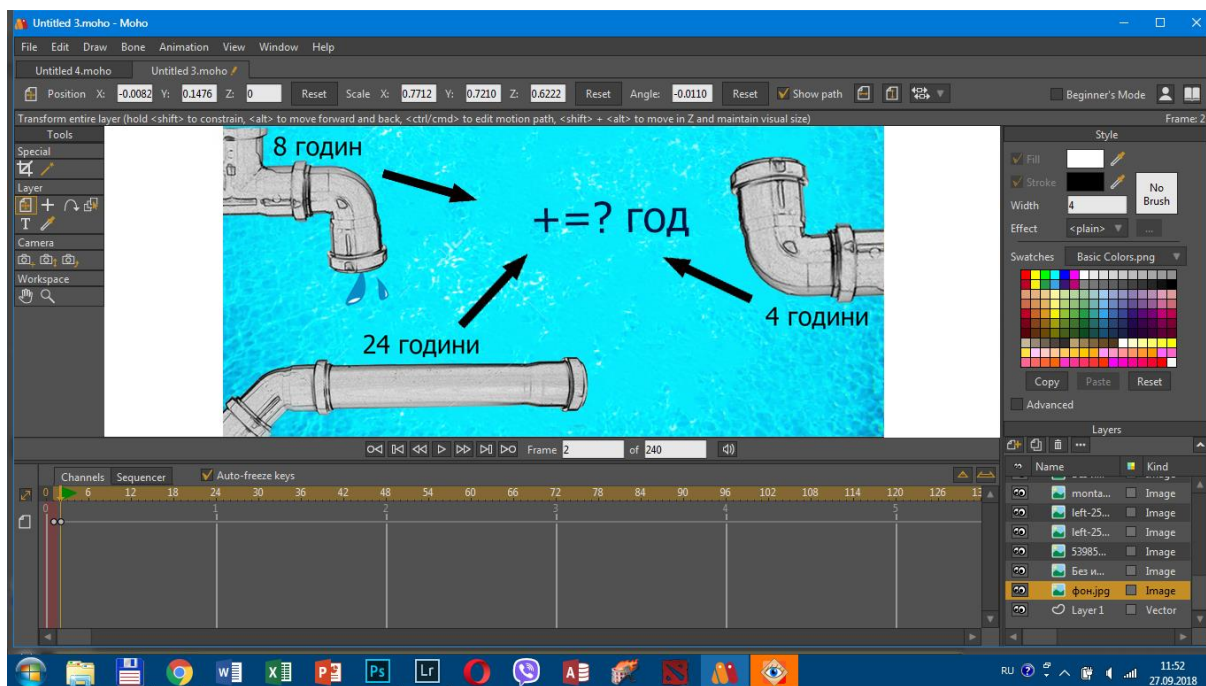 Untitled 3.moho - Moho
File Edit Draw Bone Animation View Window Help
Untitled 4.moho Untitled 3.moho
Position X: -0.0082 Y: 0.1476 Z: 0 Reset Scale X: 0.7712 Y: 0.7210 Z: 0.6222 Reset Angle: -0.0110 Reset Show path Beginner's Mode
Transform entire layer (hold <shift> to constrain, <alt> to move forward and back, <ctrl/cmd> to edit motion path, <shift> + <alt> to move in Z and maintain visual size) Frame: 2
Tools
Special
Layer
T
Camera
Workspace
8 годин
+=? год
4 години
24 години
Style
Fill
Stroke
Width 4
No Brush
Effect <plain> ...
Swatches Basic Colors.png
Copy Paste Reset
Advanced
Frame 2 of 240
Channels Sequencer Auto-freeze keys
0 6 12 18 24 30 36 42 48 54 60 66 72 78 84 90 96 102 108 114 120 126
0 1 2 3 4 5
Layers
Name Kind
monta... Image
left-25... Image
left-25... Image
53985... Image
Без и... Image
фон.jpg Image
Layer 1 Vector
Ps Lr
RU 11:52
27.09.2018